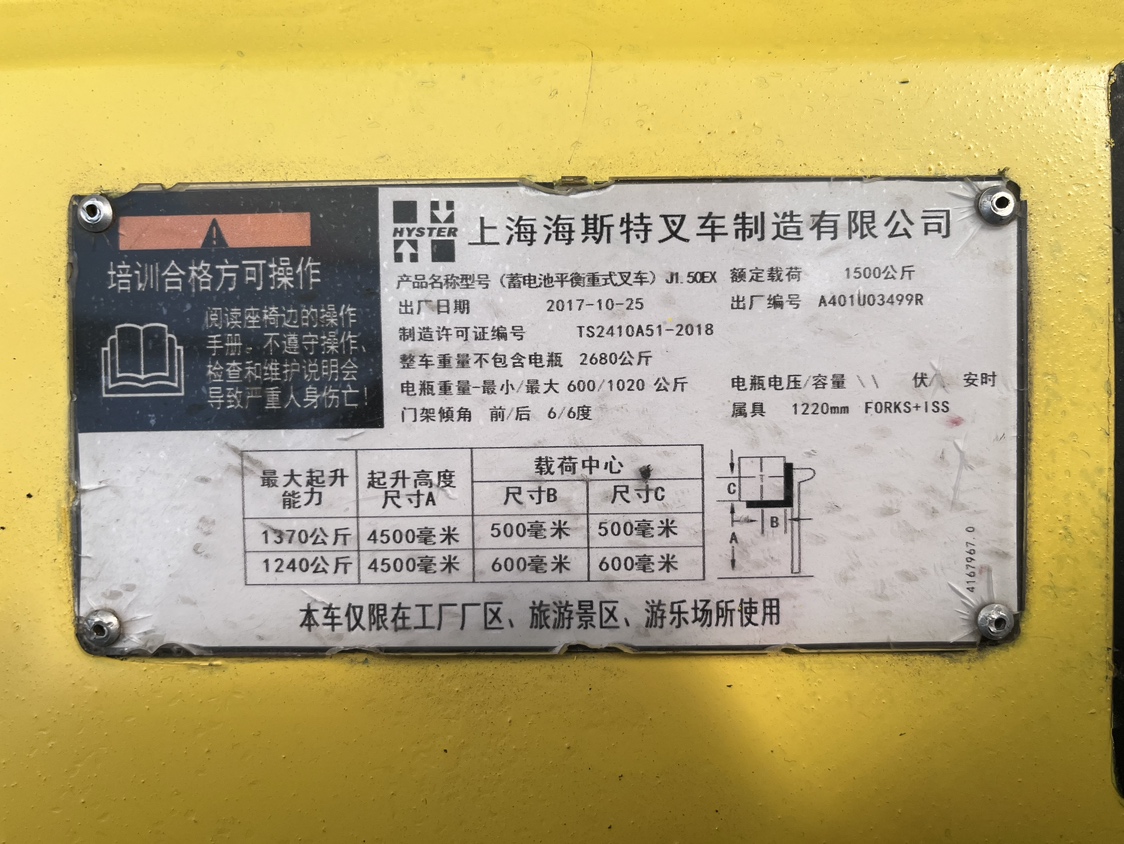 培训合格方可操作
阅读座椅边的操作
手册。不遵守操作、
检查和维护说明会
导致严重人身伤亡!
HYSTER
上海海斯特叉车制造有限公司
产品名称型号（蓄电池平衡重式叉车）J1.50EX 额定载荷 1500公斤
出厂日期 2017-10-25 出厂编号 A401U03499R
制造许可证编号 TS2410A51-2018
整车重量不包含电瓶 2680公斤
电瓶重量-最小/最大 600/1020 公斤 电瓶电压/容量 \\ 伏/ 安时
门架倾角 前/后 6/6度 属具 1220mm FORKS+ISS
最大起升能力 起升高度尺寸A 载荷中心
尺寸B 尺寸C
1370公斤 4500毫米 500毫米 500毫米
1240公斤 4500毫米 600毫米 600毫米
C
B
A
4167967.0
本车仅限在工厂厂区、旅游景区、游乐场所使用